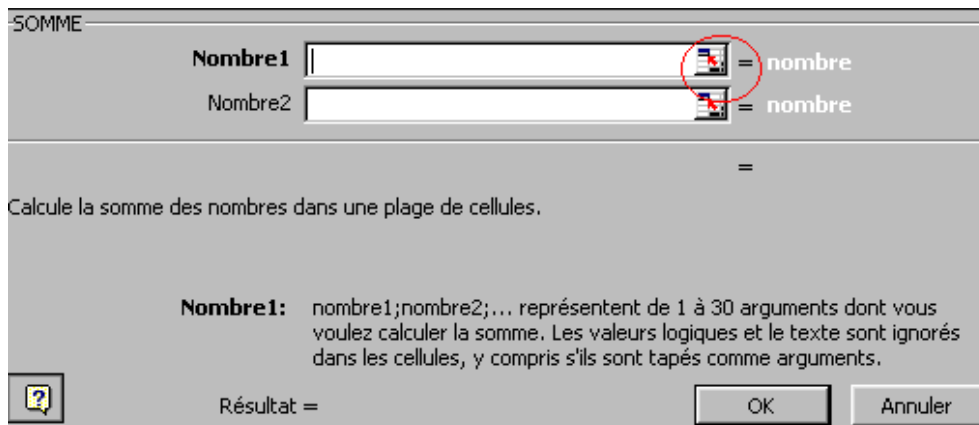 SOMME
Nombre1 = nombre
Nombre2 = nombre
=
Calcule la somme des nombres dans une plage de cellules.
Nombre1: nombre1;nombre2;... représentent de 1 à 30 arguments dont vous
voulez calculer la somme. Les valeurs logiques et le texte sont ignorés
dans les cellules, y compris s'ils sont tapés comme arguments.
? Résultat = OK Annuler